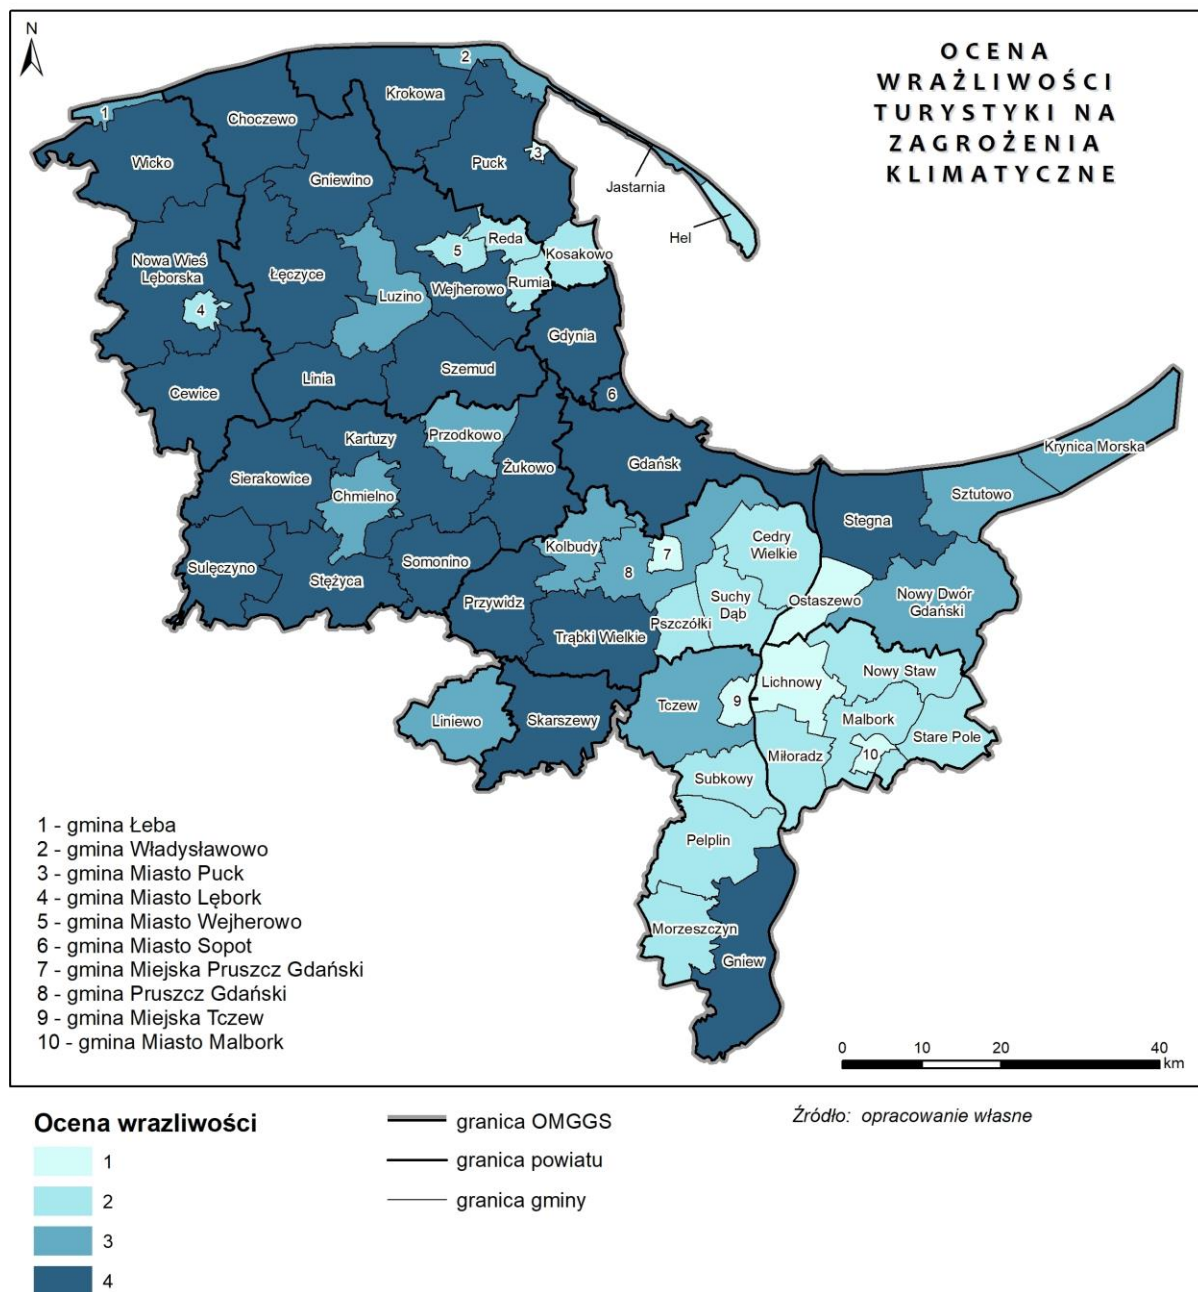 N
OCENA
WRAŻLIWOŚCI
TURYSTYKI NA
ZAGROŻENIA
KLIMATYCZNE
2
1
Krokowa
Choczewo
Wicko
Puck
3
Gniewino
Jastarnia
Hel
Reda
5
Kosakowo
Nowa Wieś
Lęborska
Łęczyce
Wejherowo
Rumia
Luzino
4
Gdynia
Szemud
Linia
Cewice
6
Kartuzy
Przodkowo
Krynica Morska
Gdańsk
Żukowo
Sierakowice
Chmielno
Sztutowo
Stegna
Cedry
Wielkie
Kolbudy
7
Somonino
Sulęczyno
Stężyca
8
Suchy
Dąb
Ostaszewo
Nowy Dwór
Gdański
Przywidz
Pszczółki
Trąbki Wielkie
Nowy Staw
Lichnowy
Tczew
9
Liniewo
Skarszewy
Malbork
Stare Pole
Miłoradz
10
Subkowy
Pelplin
Morzeszczyn
Gniew
1 - gmina Łeba
2 - gmina Władysławowo
3 - gmina Miasto Puck
4 - gmina Miasto Lębork
5 - gmina Miasto Wejherowo
6 - gmina Miasto Sopot
7 - gmina Miejska Pruszcz Gdański
8 - gmina Pruszcz Gdański
9 - gmina Miejska Tczew
10 - gmina Miasto Malbork
0 10 20 40
km
Ocena wrazliwości
1
2
3
4
granica OMGGS
granica powiatu
granica gminy
Źródło: opracowanie własne